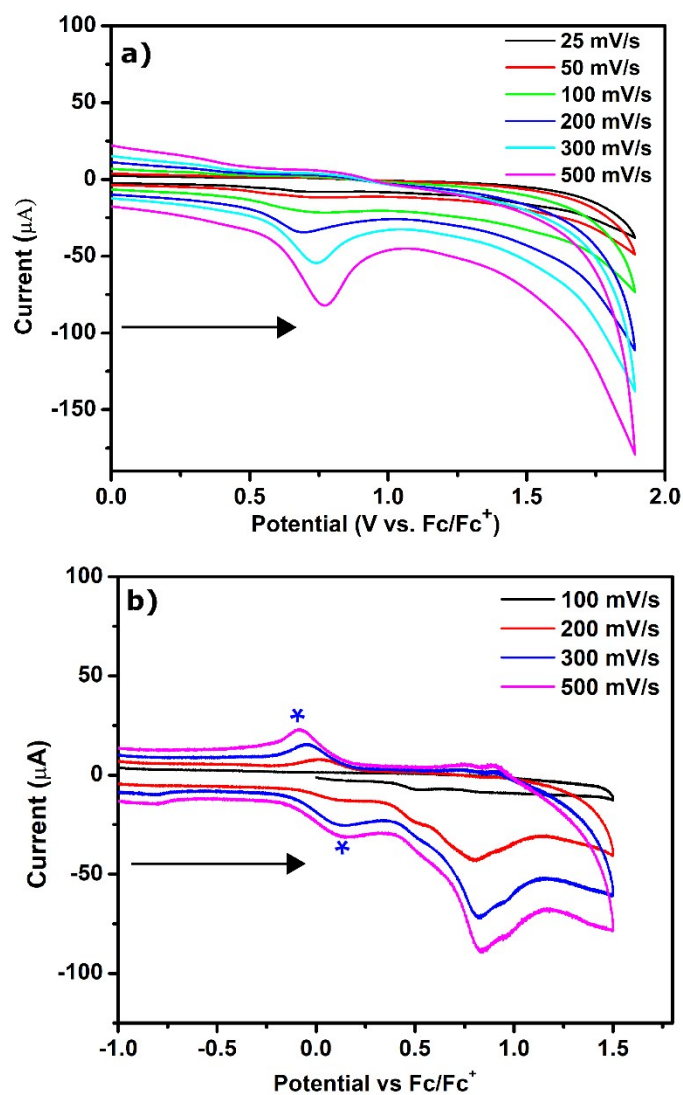 a)
25 mV/s
50 mV/s
100 mV/s
200 mV/s
300 mV/s
500 mV/s
100
50
0
-50
-100
-150
Current (μA)
0.0 0.5 1.0 1.5 2.0
Potential (V vs. Fc/Fc⁺)
b)
100 mV/s
200 mV/s
300 mV/s
500 mV/s
100
50
0
-50
-100
Current (μA)
*
*
-1.0 -0.5 0.0 0.5 1.0 1.5
Potential vs Fc/Fc⁺